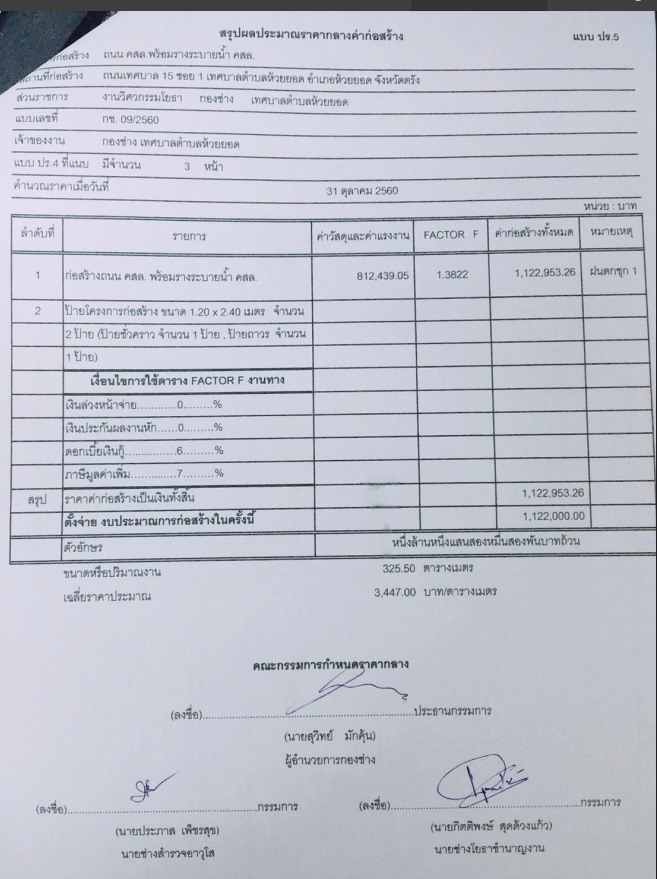 สรุปผลประมาณราคากลางค่าก่อสร้าง แบบ ปร.5
ก่อสร้าง ถนน คสล.พร้อมรางระบายน้ำ คสล.
สถานที่ก่อสร้าง ถนนเทศบาล 15 ซอย 1 เทศบาลตำบลห้วยยอด อำเภอห้วยยอด จังหวัดตรัง
ส่วนราชการ งานวิศวกรรมโยธา กองช่าง เทศบาลตำบลห้วยยอด
แบบเลขที่ กช. 09/2560
เจ้าของงาน กองช่าง เทศบาลตำบลห้วยยอด
แบบ ปร.4 ที่แนบ มีจำนวน 3 หน้า
คำนวณราคาเมื่อวันที่ 31 ตุลาคม 2560
หน่วย : บาท
ลำดับที่ รายการ ค่าวัสดุและค่าแรงงาน FACTOR F ค่าก่อสร้างทั้งหมด หมายเหตุ
1 ก่อสร้างถนน คสล. พร้อมรางระบายน้ำ คสล. 812,439.05 1.3822 1,122,953.26 ฝนตกชุก 1
2 ป้ายโครงการก่อสร้าง ขนาด 1.20 x 2.40 เมตร จำนวน
2 ป้าย (ป้ายชั่วคราว จำนวน 1 ป้าย , ป้ายถาวร จำนวน
1 ป้าย)
เงื่อนไขการใช้ตาราง FACTOR F งานทาง
เงินล่วงหน้าจ่าย............0.........%
เงินประกันผลงานหัก......0.........%
ดอกเบี้ยเงินกู้...............6.........%
ภาษีมูลค่าเพิ่ม..............7.........%
สรุป ราคาค่าก่อสร้างเป็นเงินทั้งสิ้น 1,122,953.26
ตั้งจ่าย งบประมาณการก่อสร้างในครั้งนี้ 1,122,000.00
ตัวอักษร หนึ่งล้านหนึ่งแสนสองหมื่นสองพันบาทถ้วน
ขนาดหรือปริมาณงาน 325.50 ตารางเมตร
เฉลี่ยราคาประมาณ 3,447.00 บาท/ตารางเมตร
คณะกรรมการกำหนดราคากลาง
(ลงชื่อ)............................................................ประธานกรรมการ
(นายสุวิทย์ มักคุ้น)
ผู้อำนวยการกองช่าง
(ลงชื่อ)......................................................กรรมการ (ลงชื่อ)......................................................กรรมการ
(นายประภาส เพ็ชรสุข) (นายกิตติพงษ์ สุดด้วงแก้ว)
นายช่างสำรวจอาวุโส นายช่างโยธาชำนาญงาน